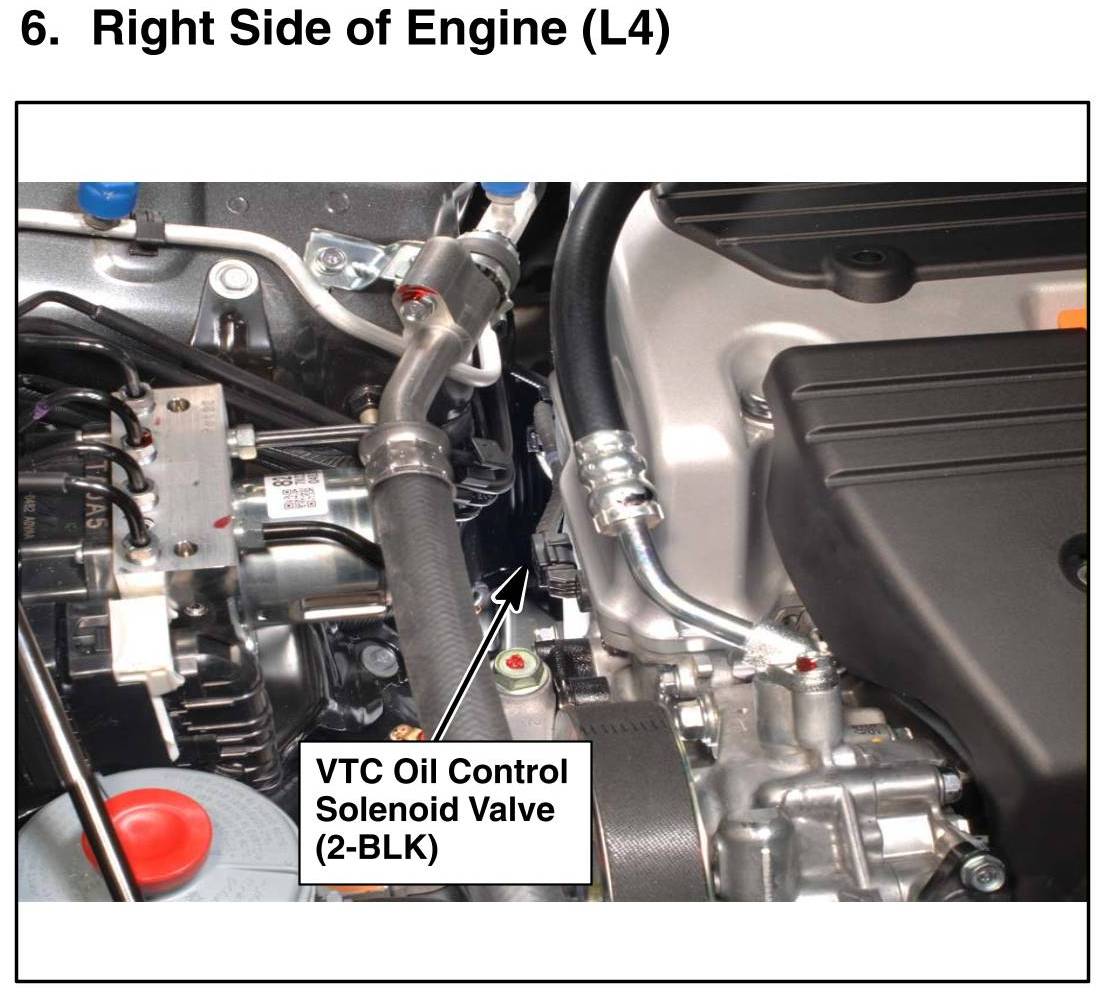 6. Right Side of Engine (L4)
VTC Oil Control
Solenoid Valve
(2-BLK)